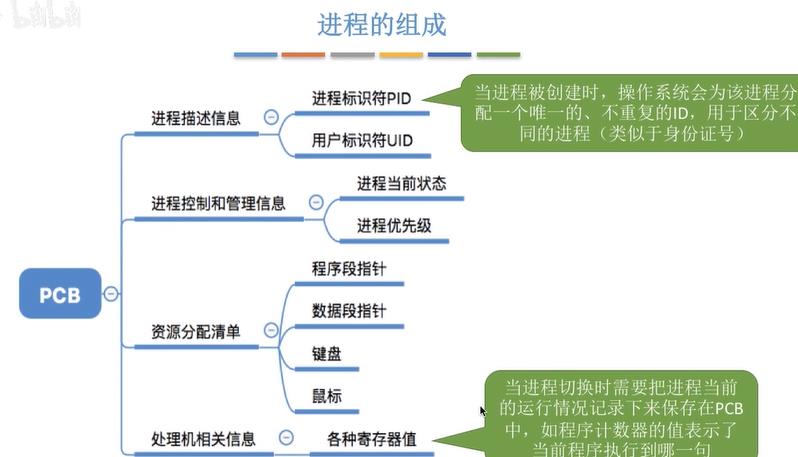 bilibili
进程的组成
进程描述信息
进程标识符PID
用户标识符UID
当进程被创建时，操作系统会为该进程分
配一个唯一的、不重复的ID，用于区分不
同的进程（类似于身份证号）
进程控制和管理信息
进程当前状态
进程优先级
PCB
资源分配清单
程序段指针
数据段指针
键盘
鼠标
处理机相关信息
各种寄存器值
当进程切换时需要把进程当前
的运行情况记录下来保存在PCB
中，如程序计数器的值表示了
当前程序执行到哪一句